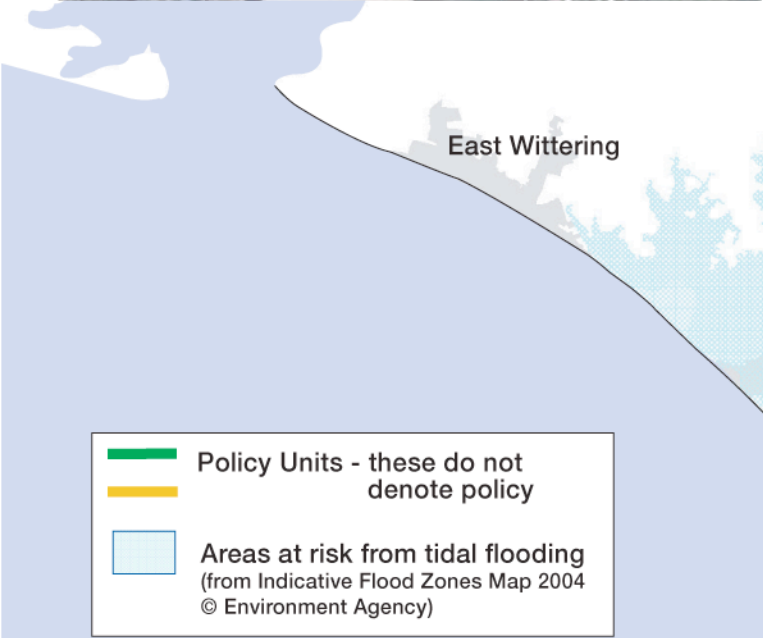 East Wittering
Policy Units - these do not
denote policy
Areas at risk from tidal flooding
(from Indicative Flood Zones Map 2004
© Environment Agency)